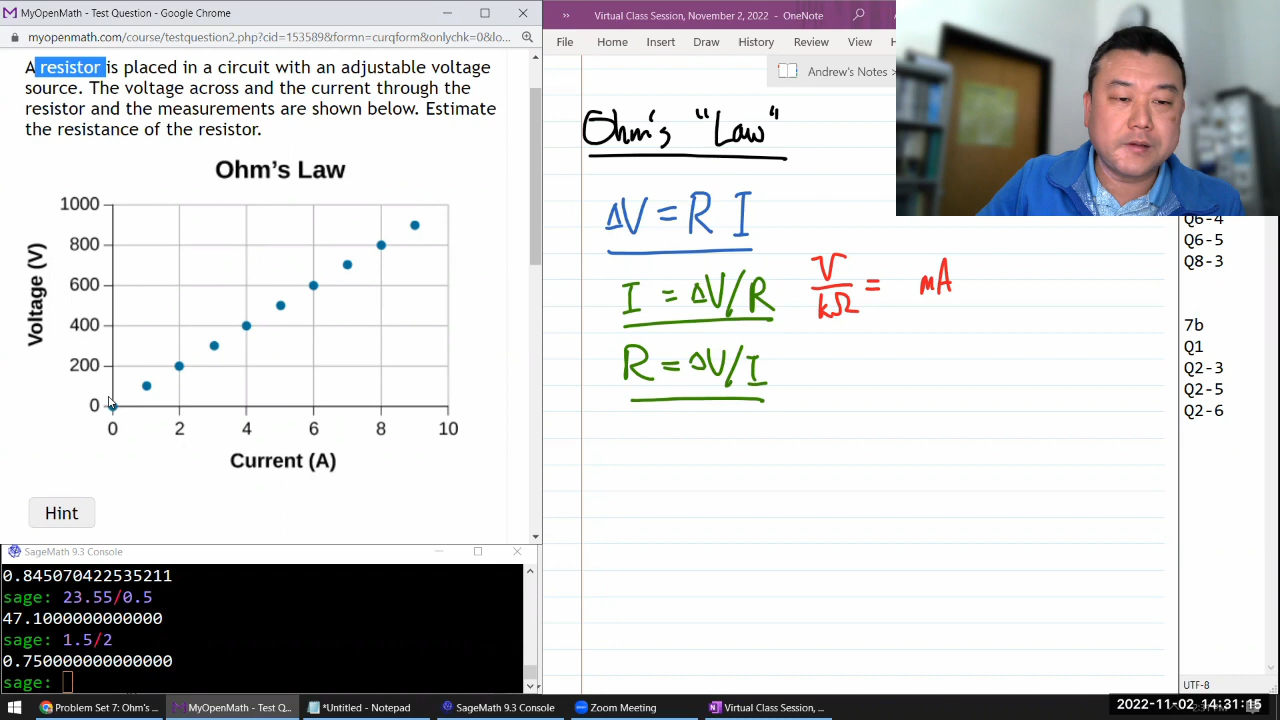 MyOpenMath - Test Question - Google Chrome
myopenmath.com/course/testquestion2.php?cid=153589&formn=curqform&onlychk=0&lo...
A resistor is placed in a circuit with an adjustable voltage
source. The voltage across and the current through the
resistor and the measurements are shown below. Estimate
the resistance of the resistor.
Ohm's Law
1000
800
600
400
200
0
Voltage (V)
0 2 4 6 8 10
Current (A)
Hint
SageMath 9.3 Console
0.845070422535211
sage: 23.55/0.5
47.1000000000000
sage: 1.5/2
0.750000000000000
sage:
Virtual Class Session, November 2, 2022 - OneNote
File Home Insert Draw History Review View
Andrew's Notes >
Ohm's "Law"
ΔV = R I
I = ΔV/R
V/kΩ = mA
R = ΔV/I
Q6-4
Q6-5
Q8-3
7b
Q1
Q2-3
Q2-5
Q2-6
UTF-8
Problem Set 7: Ohm's ...
MyOpenMath - Test Q...
*Untitled - Notepad
SageMath 9.3 Console
Zoom Meeting
Virtual Class Session, ...
2022-11-02 14:31:15